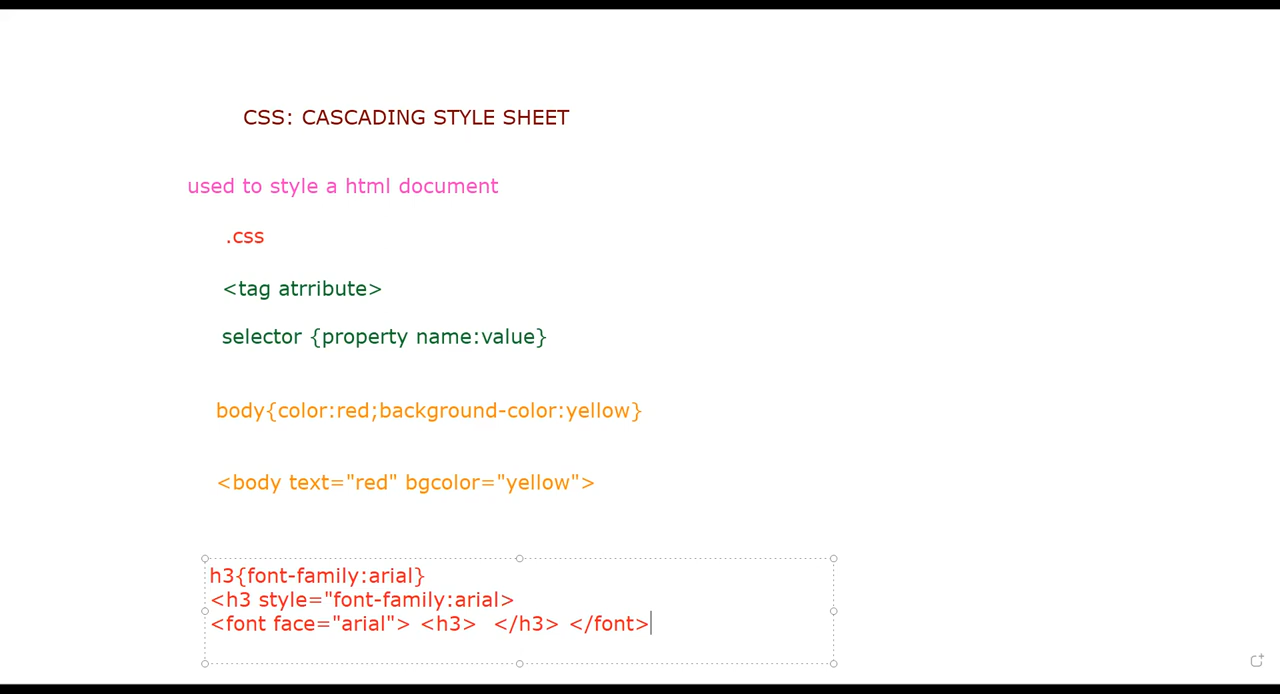 CSS: CASCADING STYLE SHEET
used to style a html document
.css
<tag atrribute>
selector {property name:value}
body{color:red;background-color:yellow}
<body text="red" bgcolor="yellow">
h3{font-family:arial}
<h3 style="font-family:arial>
<font face="arial"> <h3>  </h3> </font>